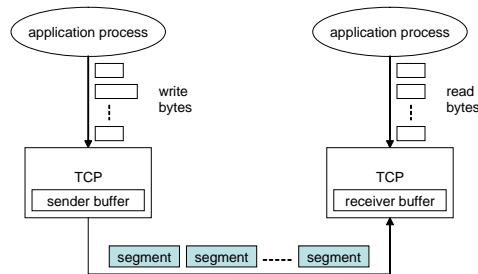 application process
application process
write
bytes
read
bytes
TCP
TCP
sender buffer
receiver buffer
segment
segment
segment